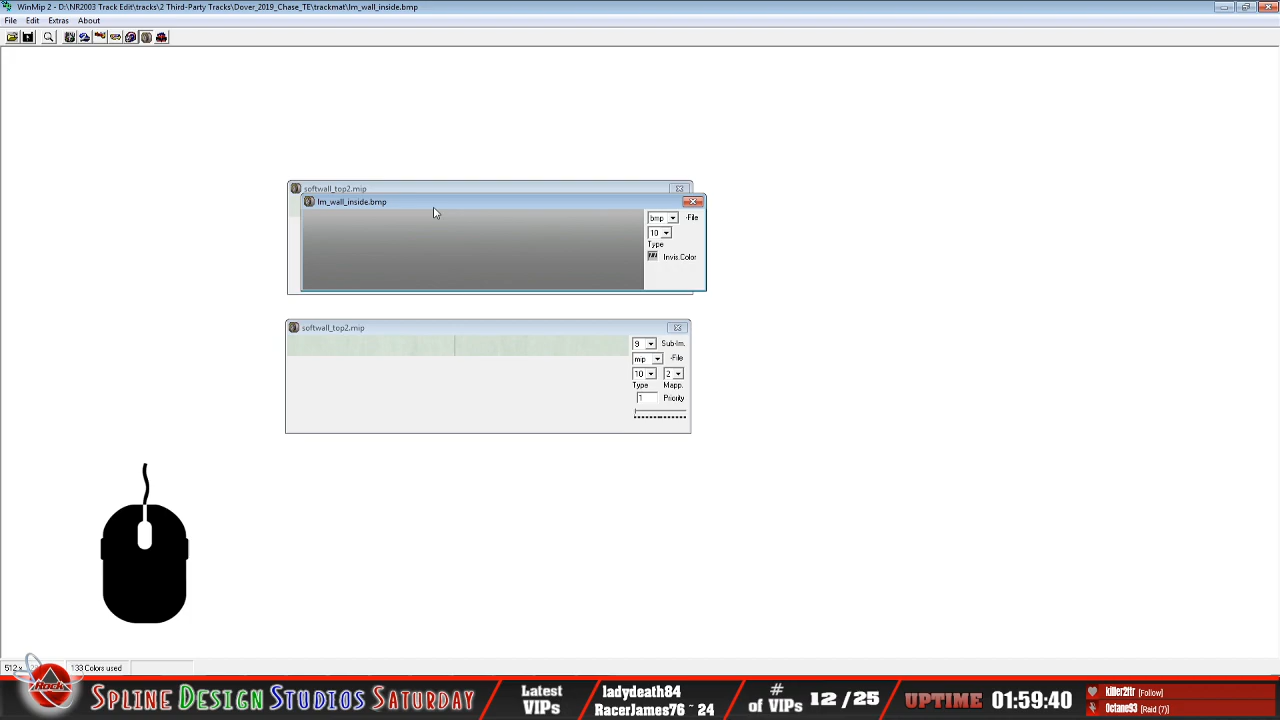 WinMip 2 - D:\NR2003 Track Edit\tracks\2 Third-Party Tracks\Dover_2019_Chase_TE\trackmat\lm_wall_inside.bmp
File Edit Extras About
softwall_top2.mip
lm_wall_inside.bmp
bmp -File
10
Type
Invis.Color
softwall_top2.mip
9 Sub-Im.
mip -File
10 2
Type Mapp.
1 Priority
512 x 133 Colors used
SPLINE DESIGN STUDIOS SATURDAY
Latest VIPs
ladydeath84
RacerJames76 ~ 24
# of VIPs
12 / 25
UPTIME 01:59:40
killer2ltr [Follow]
Octane93 [Raid (7)]